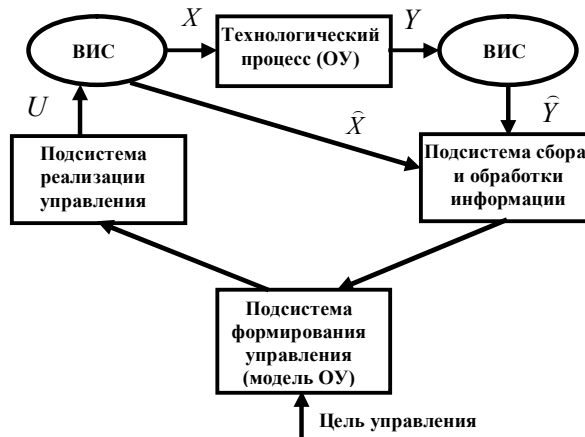 X
Y
ВИС
Технологический
процесс (ОУ)
ВИС
U
X̂
Ŷ
Подсистема
реализации
управления
Подсистема сбора
и обработки
информации
Подсистема
формирования
управления
(модель ОУ)
Цель управления